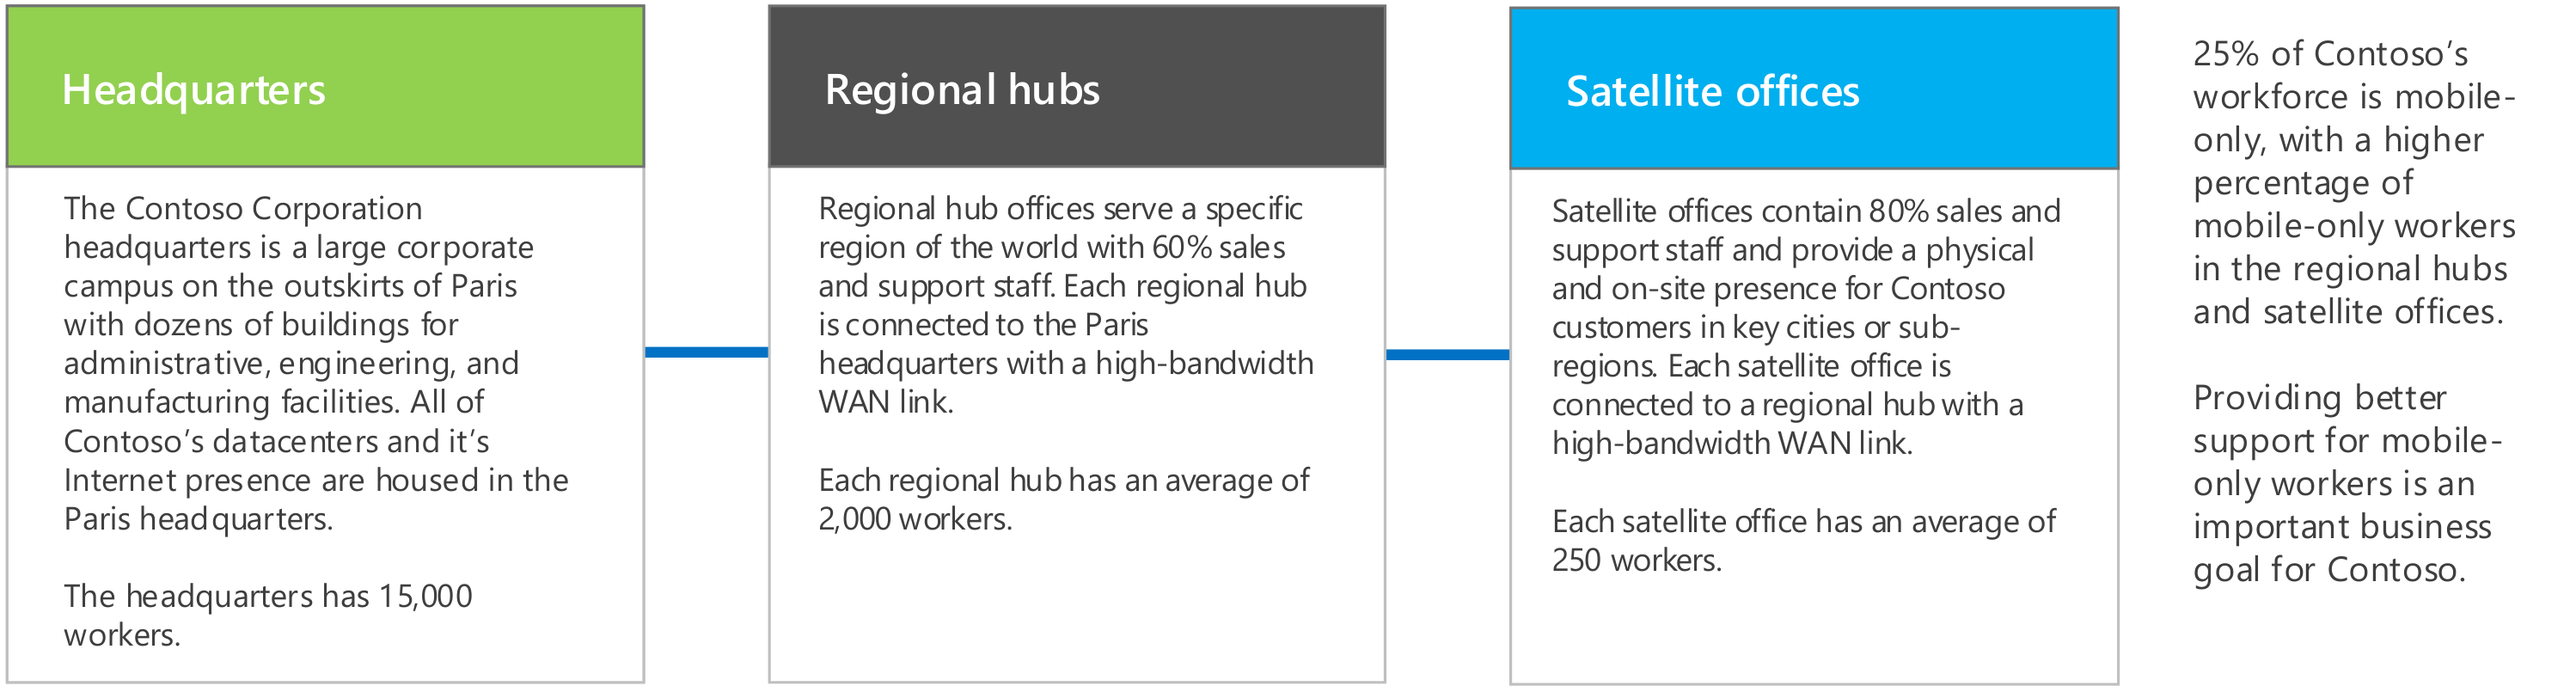 Headquarters
The Contoso Corporation
headquarters is a large corporate
campus on the outskirts of Paris
with dozens of buildings for
administrative, engineering, and
manufacturing facilities. All of
Contoso’s datacenters and it’s
Internet presence are housed in the
Paris headquarters.
The headquarters has 15,000
workers.
Regional hubs
Regional hub offices serve a specific
region of the world with 60% sales
and support staff. Each regional hub
is connected to the Paris
headquarters with a high-bandwidth
WAN link.
Each regional hub has an average of
2,000 workers.
Satellite offices
Satellite offices contain 80% sales and
support staff and provide a physical
and on-site presence for Contoso
customers in key cities or sub-
regions. Each satellite office is
connected to a regional hub with a
high-bandwidth WAN link.
Each satellite office has an average of
250 workers.
25% of Contoso’s
workforce is mobile-
only, with a higher
percentage of
mobile-only workers
in the regional hubs
and satellite offices.
Providing better
support for mobile-
only workers is an
important business
goal for Contoso.